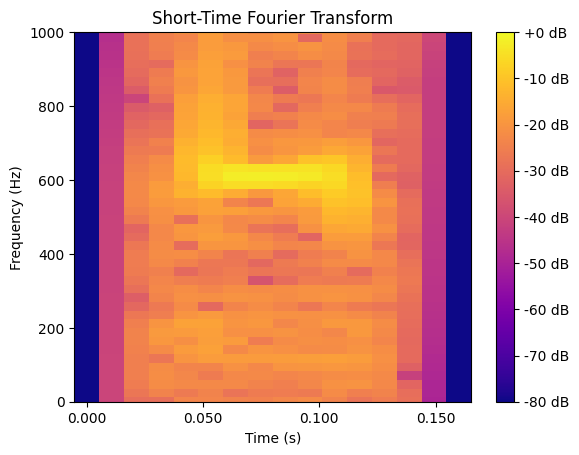 Short-Time Fourier Transform
1000
800
600
400
200
0
Frequency (Hz)
0.000
0.050
0.100
0.150
Time (s)
+0 dB
-10 dB
-20 dB
-30 dB
-40 dB
-50 dB
-60 dB
-70 dB
-80 dB